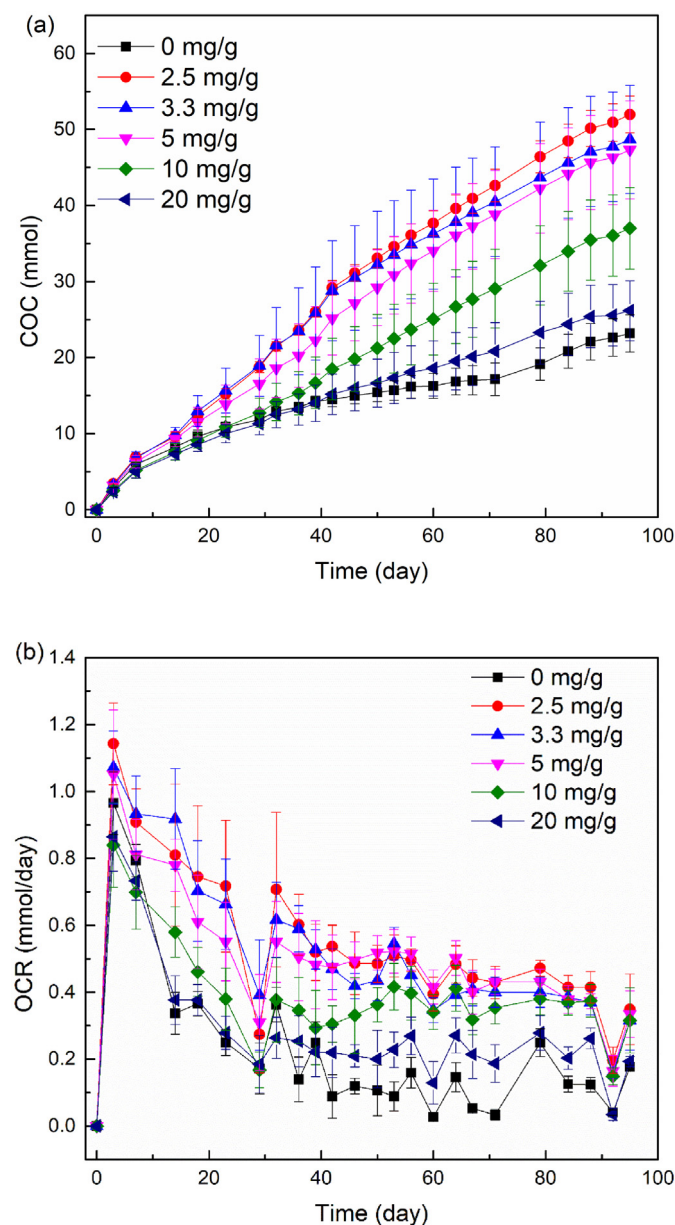 (a)
60
50
40
30
20
10
0
COC (mmol)
0 mg/g
2.5 mg/g
3.3 mg/g
5 mg/g
10 mg/g
20 mg/g
0 20 40 60 80 100
Time (day)
(b)
1.4
1.2
1.0
0.8
0.6
0.4
0.2
0.0
OCR (mmol/day)
0 mg/g
2.5 mg/g
3.3 mg/g
5 mg/g
10 mg/g
20 mg/g
0 20 40 60 80 100
Time (day)